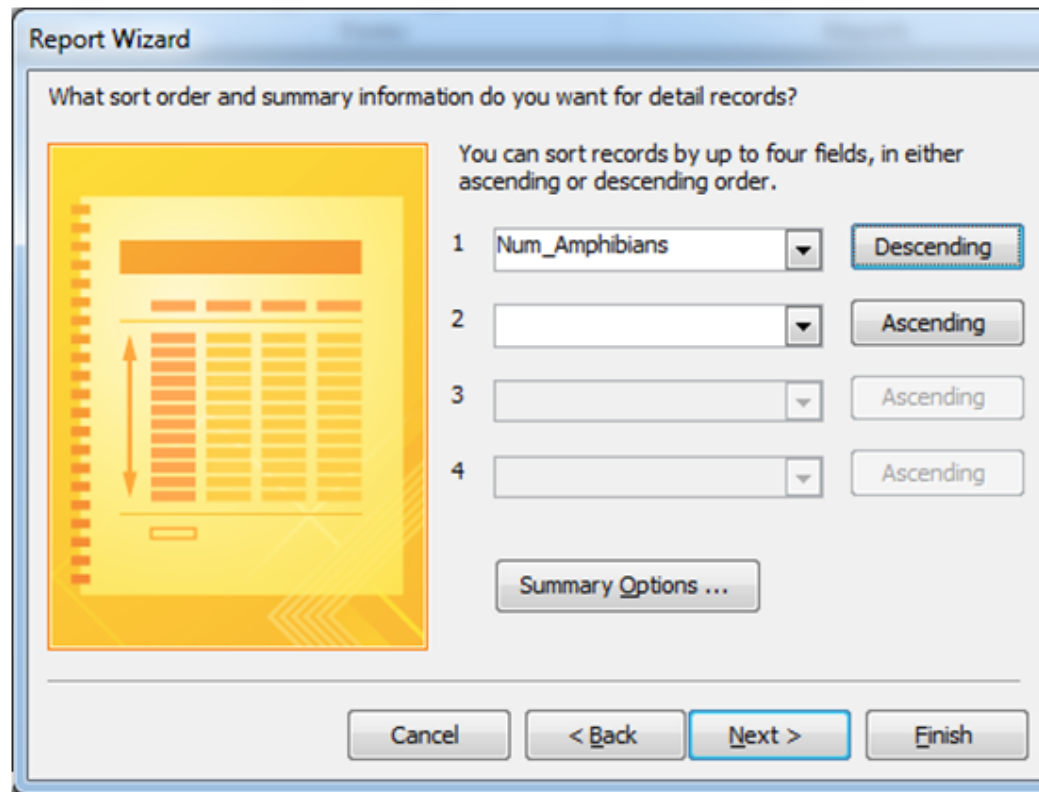 Report Wizard
What sort order and summary information do you want for detail records?
You can sort records by up to four fields, in either
ascending or descending order.
1 Num_Amphibians Descending
2 Ascending
3 Ascending
4 Ascending
Summary Options ...
Cancel < Back Next > Finish